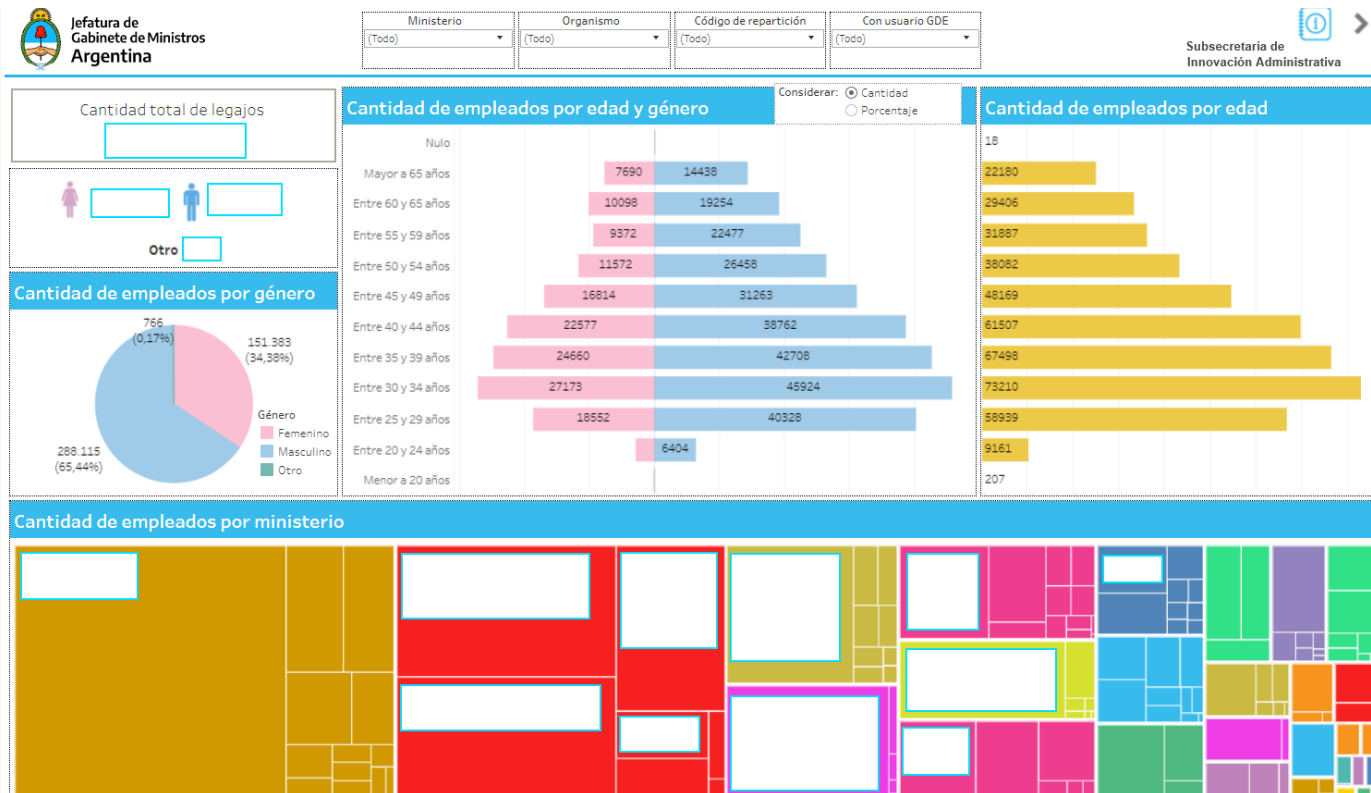 Jefatura de
Gabinete de Ministros
Argentina
Ministerio
(Todo)
Organismo
(Todo)
Código de repartición
(Todo)
Con usuario GDE
(Todo)
Subsecretaría de
Innovación Administrativa
Cantidad total de legajos
Otro
Cantidad de empleados por género
766
(0,17%)
151.383
(34,38%)
288.115
(65,44%)
Género
Femenino
Masculino
Otro
Cantidad de empleados por edad y género
Considerar:
Cantidad
Porcentaje
Nulo
Mayor a 65 años 7690 14438
Entre 60 y 65 años 10098 19254
Entre 55 y 59 años 9372 22477
Entre 50 y 54 años 11572 26458
Entre 45 y 49 años 16814 31263
Entre 40 y 44 años 22577 38762
Entre 35 y 39 años 24660 42708
Entre 30 y 34 años 27173 45924
Entre 25 y 29 años 18552 40328
Entre 20 y 24 años 6404
Menor a 20 años
Cantidad de empleados por edad
18
22180
29406
31887
38082
48169
61507
67498
73210
58939
9161
207
Cantidad de empleados por ministerio